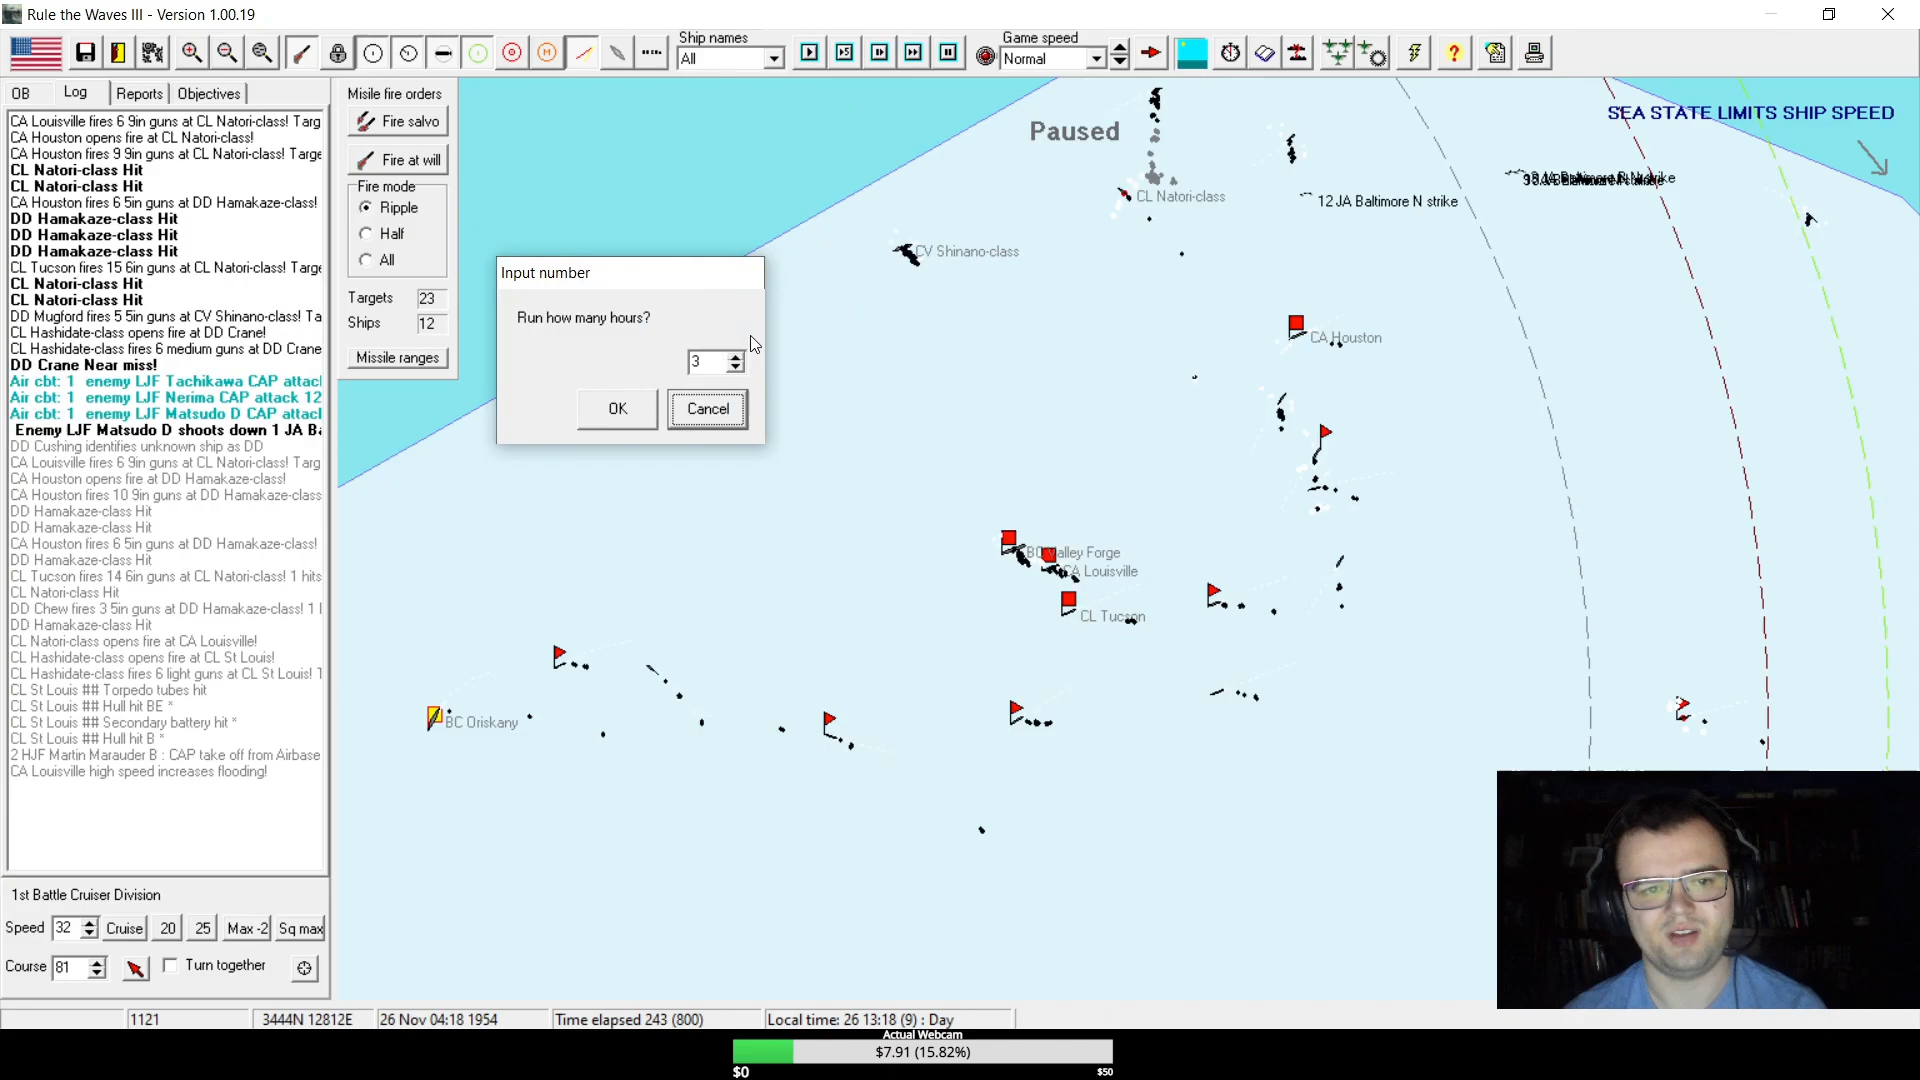 Rule the Waves III - Version 1.00.19
Ship names
All
Game speed
Normal
OB
Log
Reports
Objectives
CA Louisville fires 6 9in guns at CL Natori-class! Targ
CA Houston opens fire at CL Natori-class!
CA Houston fires 9 9in guns at CL Natori-class! Targe
CL Natori-class Hit
CL Natori-class Hit
CA Houston fires 6 5in guns at DD Hamakaze-class!
DD Hamakaze-class Hit
DD Hamakaze-class Hit
DD Hamakaze-class Hit
CL Tucson fires 15 6in guns at CL Natori-class! Targe
CL Natori-class Hit
CL Natori-class Hit
DD Mugford fires 5 5in guns at CV Shinano-class! Ta
CL Hashidate-class opens fire at DD Crane!
CL Hashidate-class fires 6 medium guns at DD Crane
DD Crane Near miss!
Air cbt: 1 enemy LJF Tachikawa CAP attac
Air cbt: 1 enemy LJF Nerima CAP attack 12
Air cbt: 1 enemy LJF Matsudo D CAP attac
Enemy LJF Matsudo D shoots down 1 JA Ba
DD Cushing identifies unknown ship as DD
CA Louisville fires 6 9in guns at CL Natori-class! Targ
CA Houston opens fire at DD Hamakaze-class!
CA Houston fires 10 9in guns at DD Hamakaze-class
DD Hamakaze-class Hit
DD Hamakaze-class Hit
CA Houston fires 6 5in guns at DD Hamakaze-class!
DD Hamakaze-class Hit
CL Tucson fires 14 6in guns at CL Natori-class! 1 hits
CL Natori-class Hit
DD Chew fires 3 5in guns at DD Hamakaze-class! 1 
DD Hamakaze-class Hit
CL Natori-class opens fire at CA Louisville!
CL Hashidate-class opens fire at CL St Louis!
CL Hashidate-class fires 6 light guns at CL St Louis! 1
CL St Louis ## Torpedo tubes hit
CL St Louis ## Hull hit BE *
CL St Louis ## Secondary battery hit *
CL St Louis ## Hull hit B *
2 HJF Martin Marauder B : CAP take off from Airbase
CA Louisville high speed increases flooding!
Misile fire orders
Fire salvo
Fire at will
Fire mode
Ripple
Half
All
Targets 23
Ships 12
Missile ranges
Paused
SEA STATE LIMITS SHIP SPEED
CL Natori-class
12 JA Baltimore N strike
CV Shinano-class
CA Houston
BC Valley Forge
CA Louisville
CL Tucson
BC Oriskany
Input number
Run how many hours?
3
OK
Cancel
1st Battle Cruiser Division
Speed 32 Cruise 20 25 Max -2 Sq max
Course 81 Turn together
1121
3444N 12812E
26 Nov 04:18 1954
Time elapsed 243 (800)
Local time: 26 13:18 (9) : Day
Actual Webcam
$7.91 (15.82%)
$0
$50